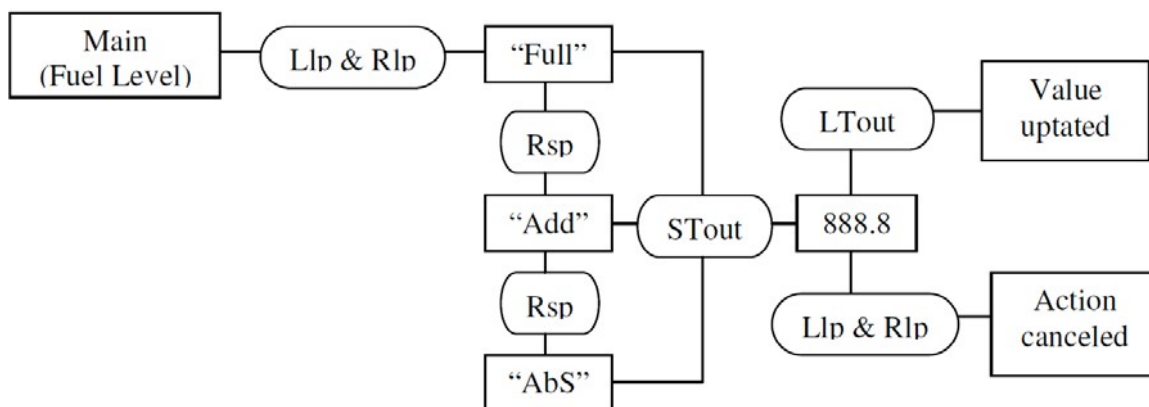 Main
(Fuel Level)
Llp & Rlp
“Full”
Rsp
“Add”
Rsp
“AbS”
STout
888.8
LTout
Value
uptated
Llp & Rlp
Action
canceled